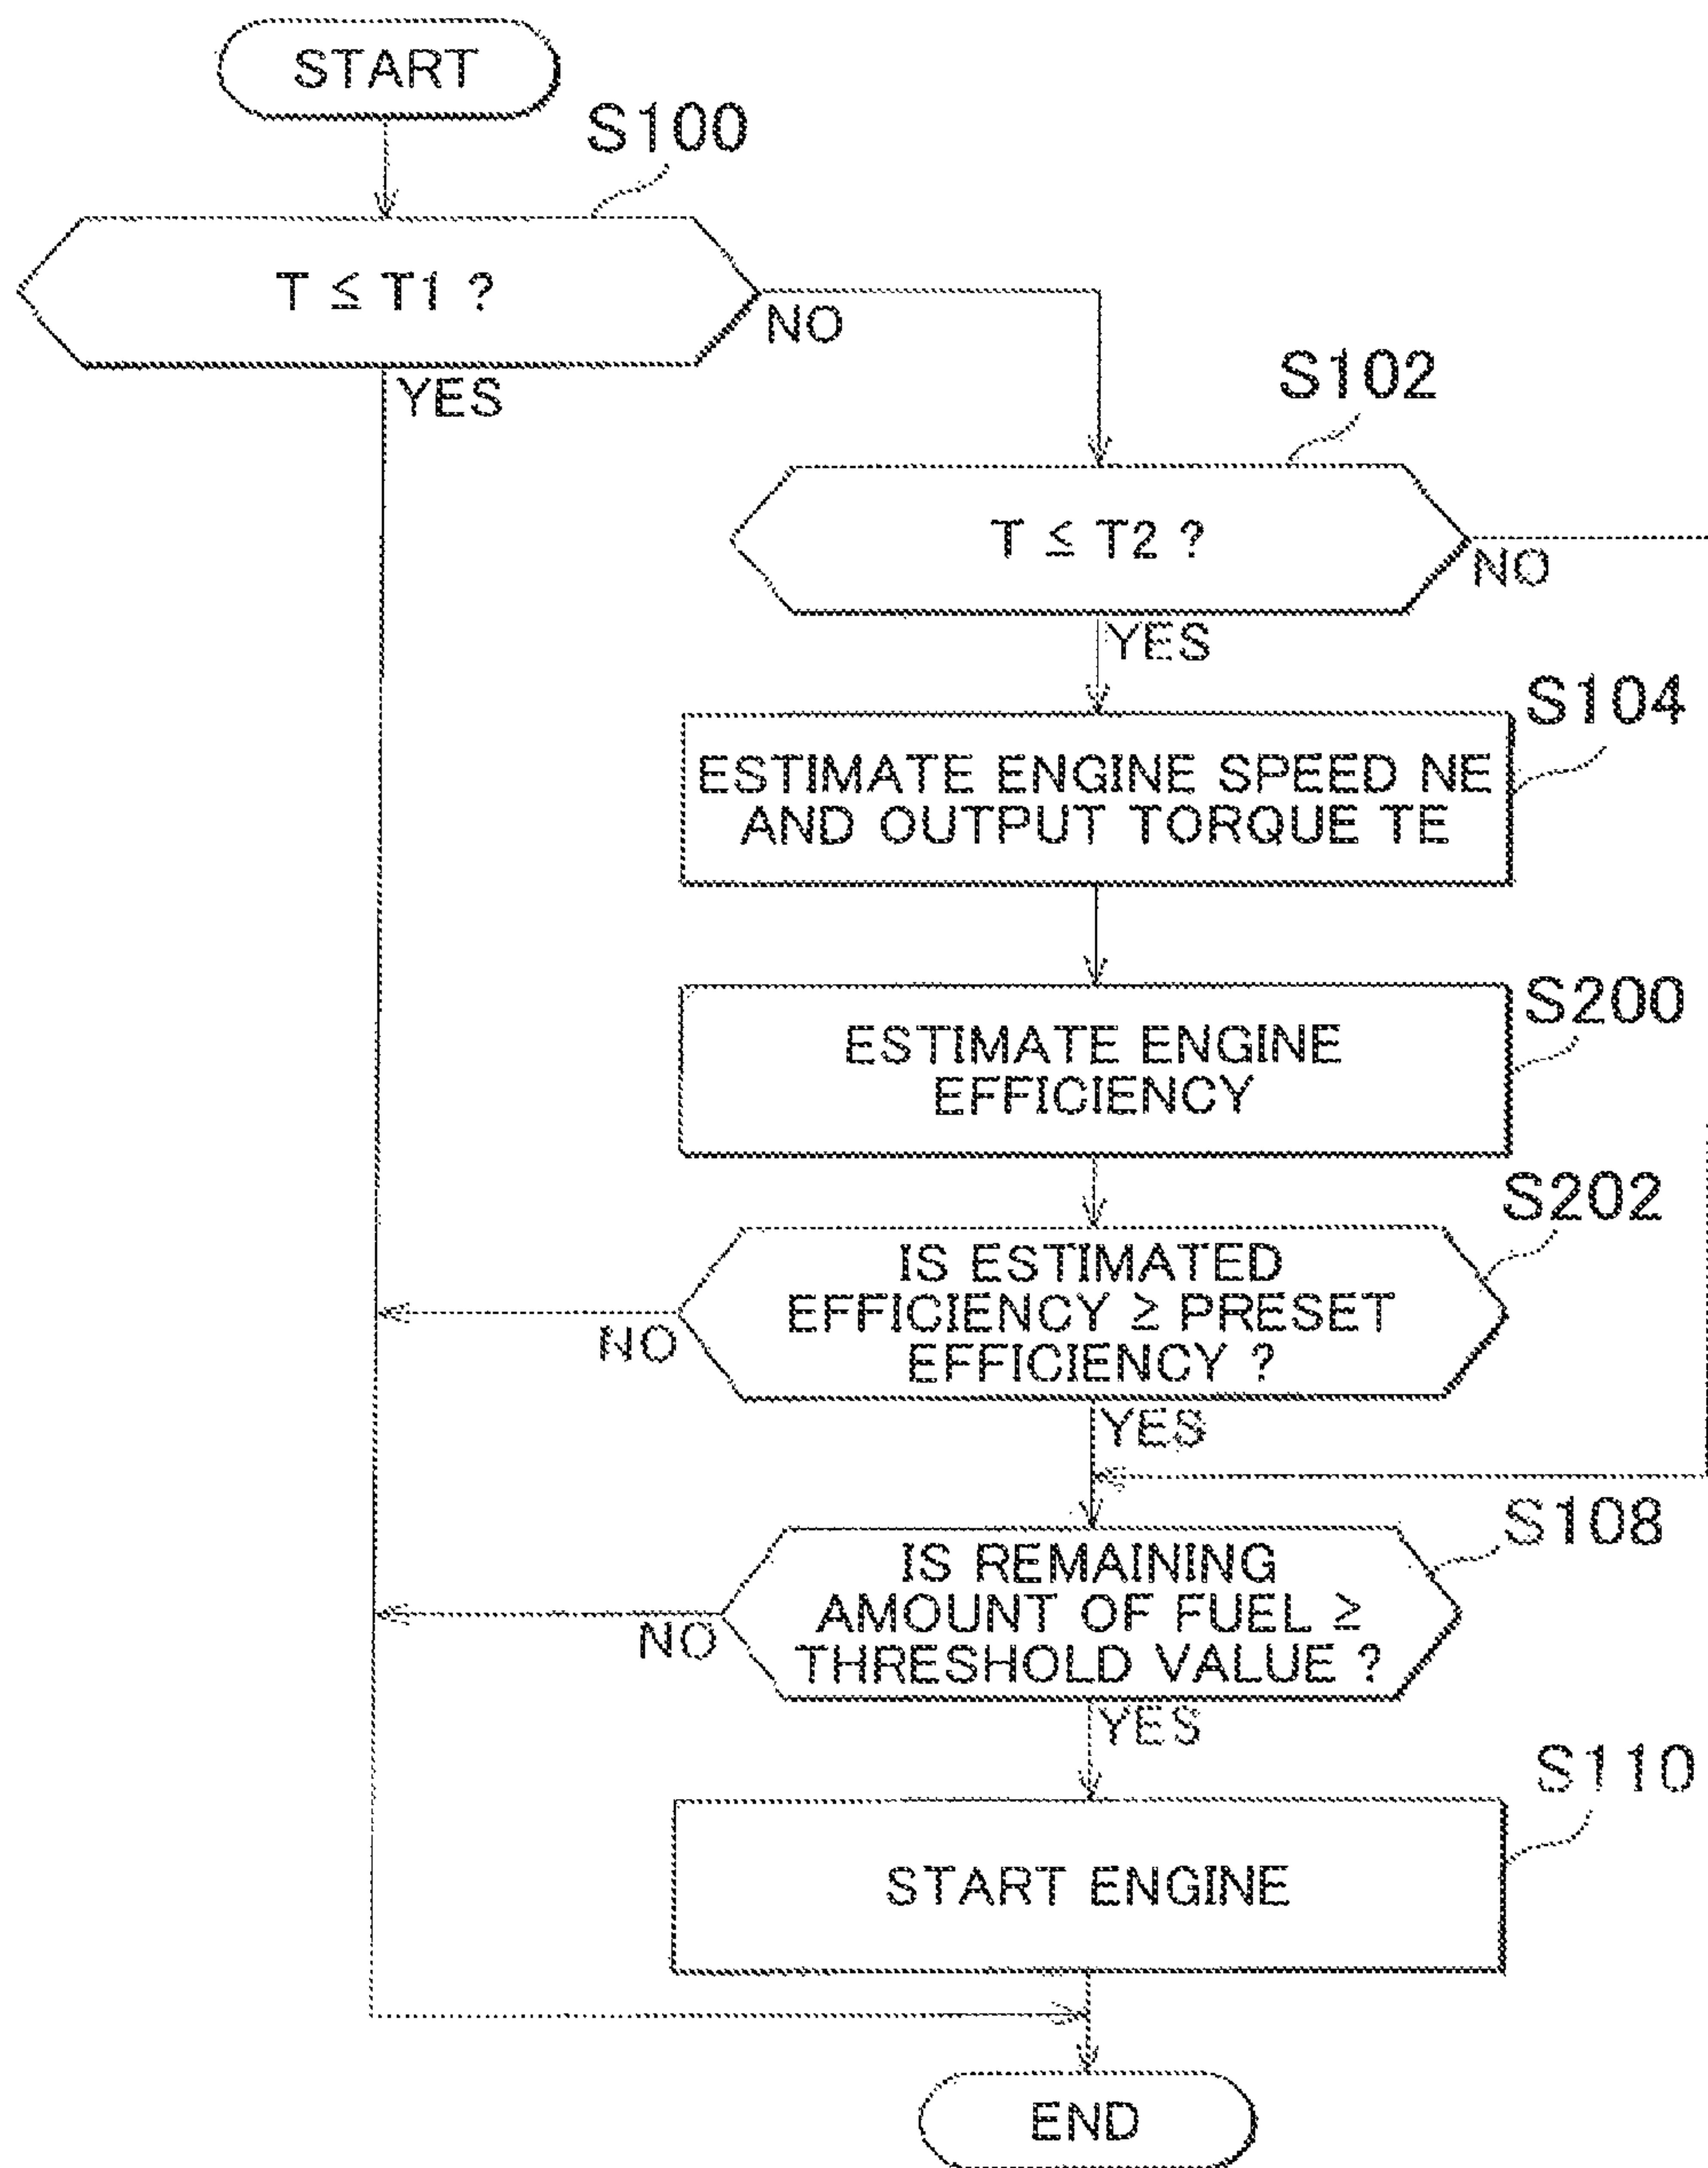 START
S100
T ≤ T1 ?
NO
YES
S102
T ≤ T2 ?
NO
YES
S104
ESTIMATE ENGINE SPEED NE
AND OUTPUT TORQUE TE
S200
ESTIMATE ENGINE
EFFICIENCY
S202
IS ESTIMATED
EFFICIENCY ≥ PRESET
EFFICIENCY ?
NO
YES
S108
IS REMAINING
AMOUNT OF FUEL ≥
THRESHOLD VALUE ?
NO
YES
S110
START ENGINE
END